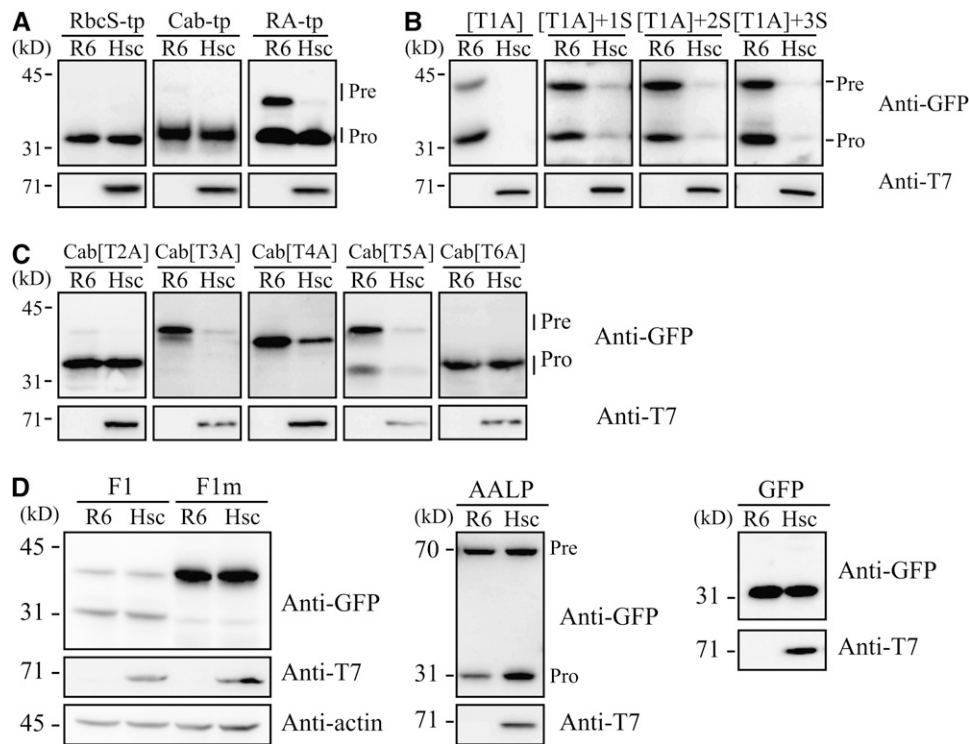 A RbcS-tp Cab-tp RA-tp
(kD) R6 Hsc R6 Hsc R6 Hsc
45
Pre
Pro
31
71
B [T1A] [T1A]+1S [T1A]+2S [T1A]+3S
(kD) R6 Hsc R6 Hsc R6 Hsc R6 Hsc
45
Pre
Anti-GFP
Pro
31
71 Anti-T7
C Cab[T2A] Cab[T3A] Cab[T4A] Cab[T5A] Cab[T6A]
(kD) R6 Hsc R6 Hsc R6 Hsc R6 Hsc R6 Hsc
45
Pre
Anti-GFP
Pro
31
71 Anti-T7
D F1 F1m
(kD) R6 Hsc R6 Hsc
45
31 Anti-GFP
71 Anti-T7
45 Anti-actin
AALP
(kD) R6 Hsc
70 Pre
Anti-GFP
31 Pro
71 Anti-T7
GFP
(kD) R6 Hsc
Anti-GFP
31
71 Anti-T7